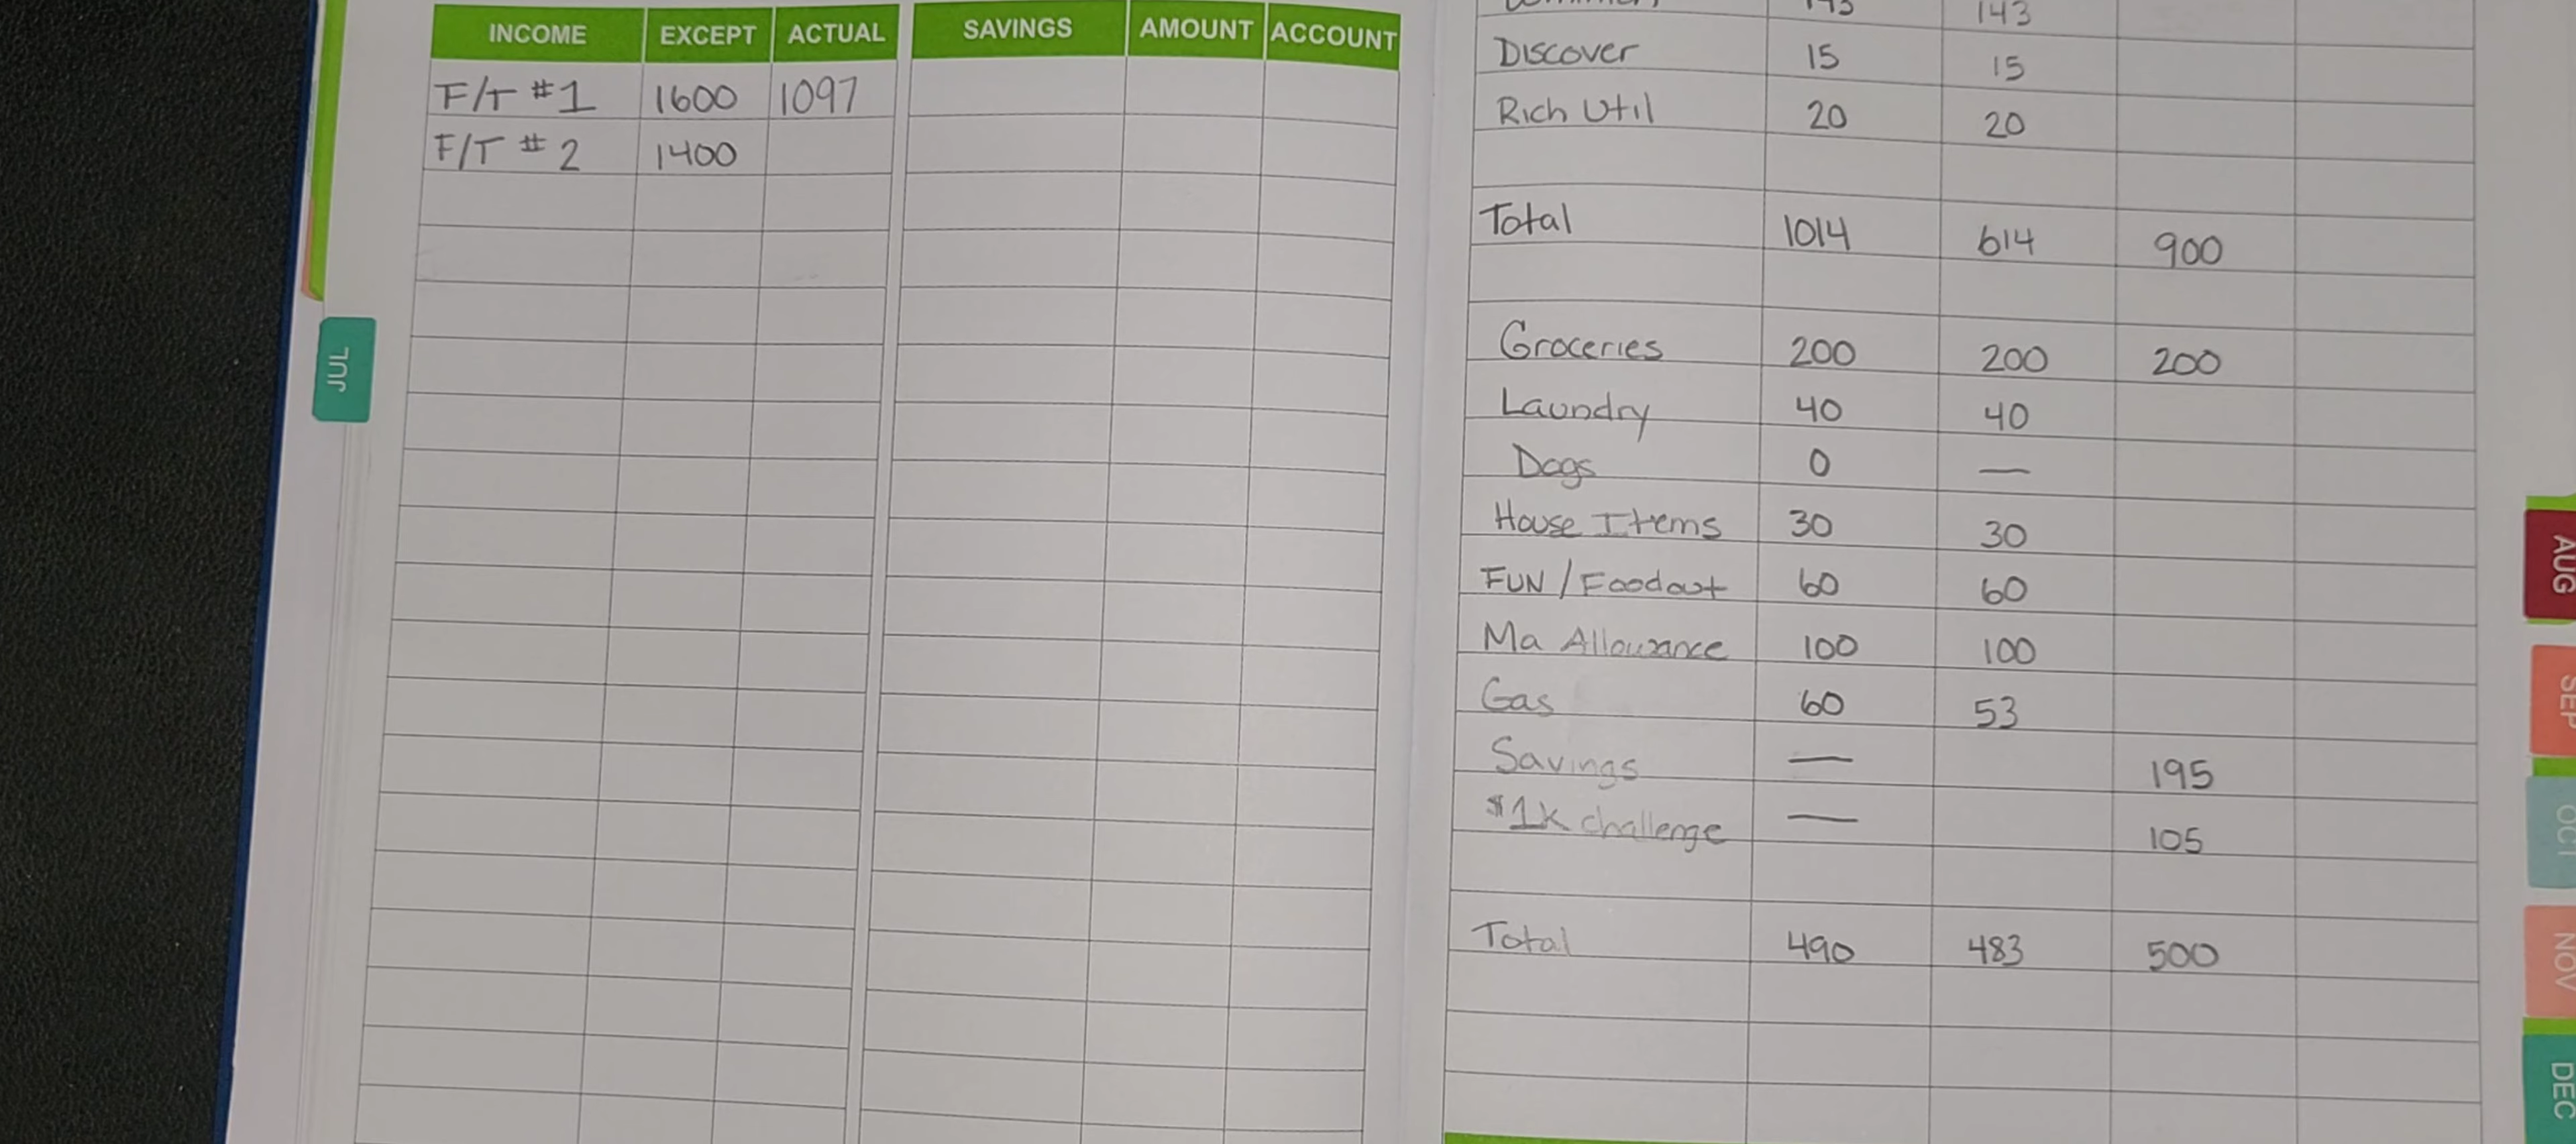 INCOME EXCEPT ACTUAL
F/T #1 1600 1097
F/T #2 1400
SAVINGS AMOUNT ACCOUNT
143
Discover 15 15
Rich Util 20 20
Total 1014 614 900
Groceries 200 200 200
Laundry 40 40
Dogs 0 —
House Items 30 30
FUN / Foodout 60 60
Ma Allowance 100 100
Gas 60 53
Savings — 195
$1K challenge — 105
Total 490 483 500
JUL
AUG
SEP
OCT
NOV
DEC